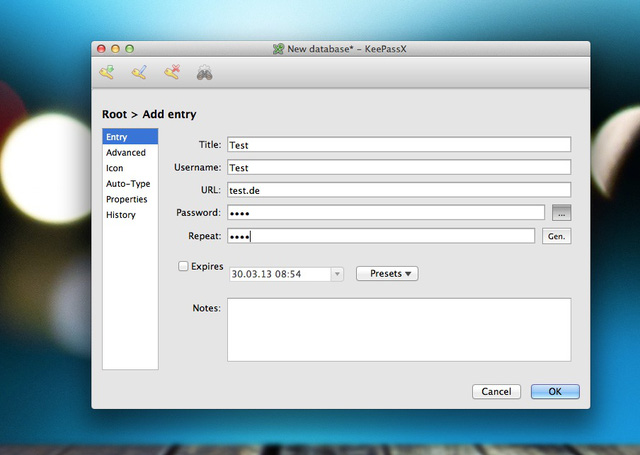 New database* – KeePassX
Root > Add entry
Entry
Advanced
Icon
Auto-Type
Properties
History
Title: Test
Username: Test
URL: test.de
Password: •••• ...
Repeat: •••• Gen.
Expires 30.03.13 08:54 Presets
Notes:
Cancel OK